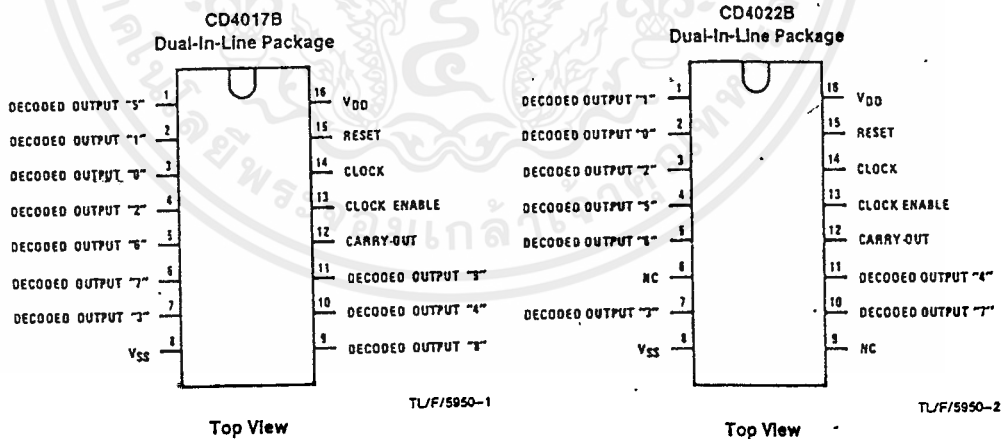 CD4017B
Dual-In-Line Package
DECODED OUTPUT "5" 1
DECODED OUTPUT "1" 2
DECODED OUTPUT "0" 3
DECODED OUTPUT "2" 4
DECODED OUTPUT "6" 5
DECODED OUTPUT "7" 6
DECODED OUTPUT "3" 7
VSS 8
16 VDD
15 RESET
14 CLOCK
13 CLOCK ENABLE
12 CARRY-OUT
11 DECODED OUTPUT "9"
10 DECODED OUTPUT "4"
9 DECODED OUTPUT "8"
TL/F/5950–1
Top View
CD4022B
Dual-In-Line Package
DECODED OUTPUT "1" 1
DECODED OUTPUT "0" 2
DECODED OUTPUT "2" 3
DECODED OUTPUT "5" 4
DECODED OUTPUT "6" 5
NC 6
DECODED OUTPUT "3" 7
VSS 8
16 VDD
15 RESET
14 CLOCK
13 CLOCK ENABLE
12 CARRY-OUT
11 DECODED OUTPUT "4"
10 DECODED OUTPUT "7"
9 NC
TL/F/5950–2
Top View